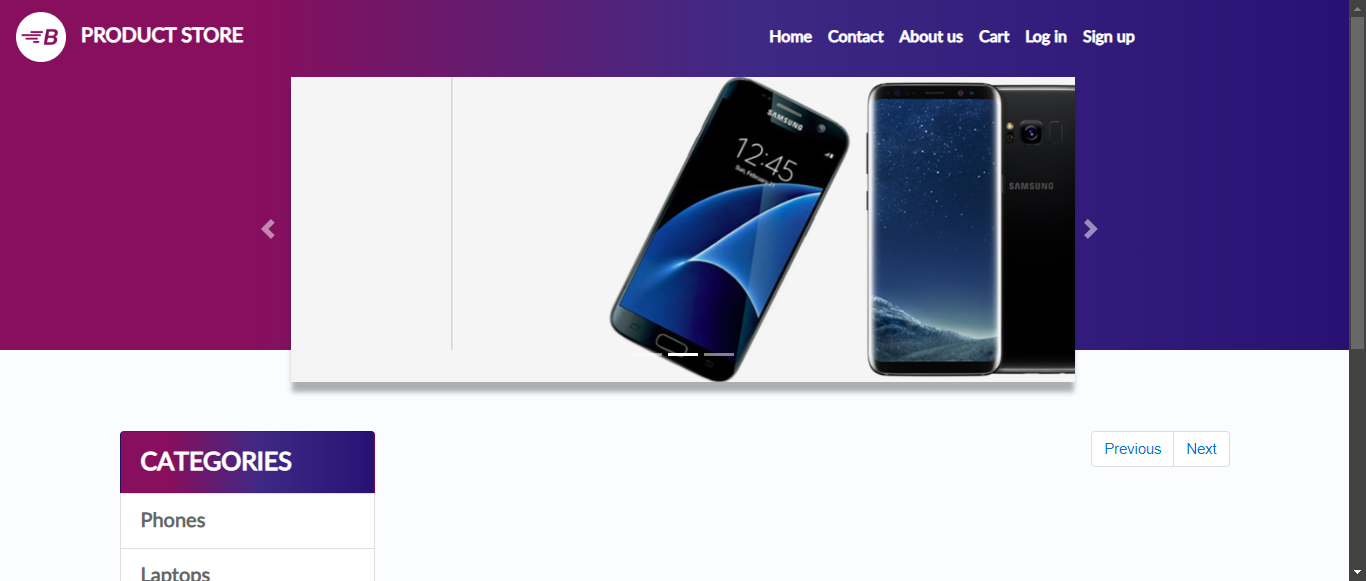 B PRODUCT STORE
Home Contact About us Cart Log in Sign up
SAMSUNG
12:45
SAMSUNG
CATEGORIES
Previous Next
Phones
Laptops